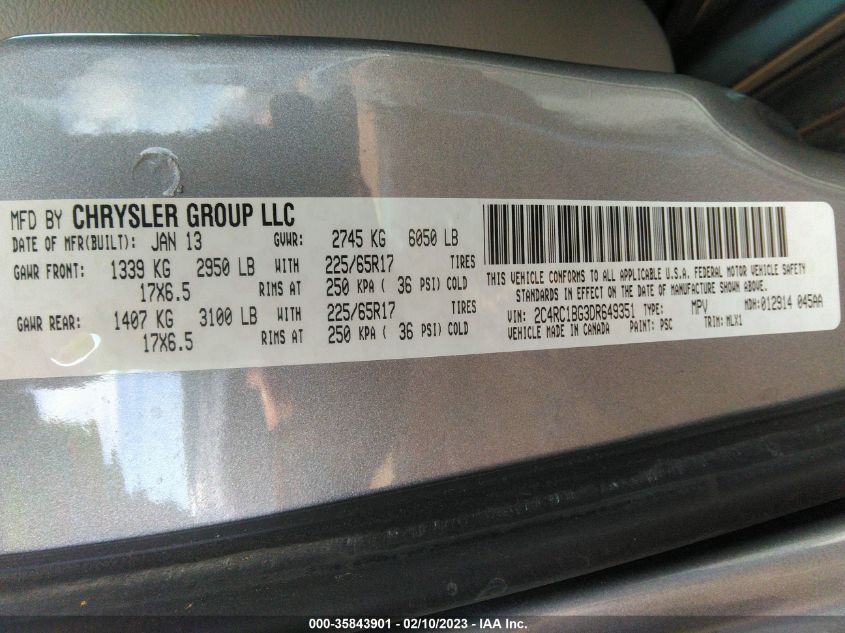 MFD BY CHRYSLER GROUP LLC
DATE OF MFR(BUILT): JAN 13 GVWR: 2745 KG 6050 LB
GAWR FRONT: 1339 KG 2950 LB WITH 225/65R17 TIRES
17X6.5 RIMS AT 250 KPA ( 36 PSI) COLD
GAWR REAR: 1407 KG 3100 LB WITH 225/65R17 TIRES
17X6.5 RIMS AT 250 KPA ( 36 PSI) COLD
THIS VEHICLE CONFORMS TO ALL APPLICABLE U.S.A. FEDERAL MOTOR VEHICLE SAFETY
STANDARDS IN EFFECT ON THE DATE OF MANUFACTURE SHOWN ABOVE.
VIN: 2C4RC1BG3DR649351 TYPE: MPV MDH: 012914 045AA
VEHICLE MADE IN CANADA PAINT: PSC TRIM: MLX1
000-35843901 - 02/10/2023 - IAA Inc.